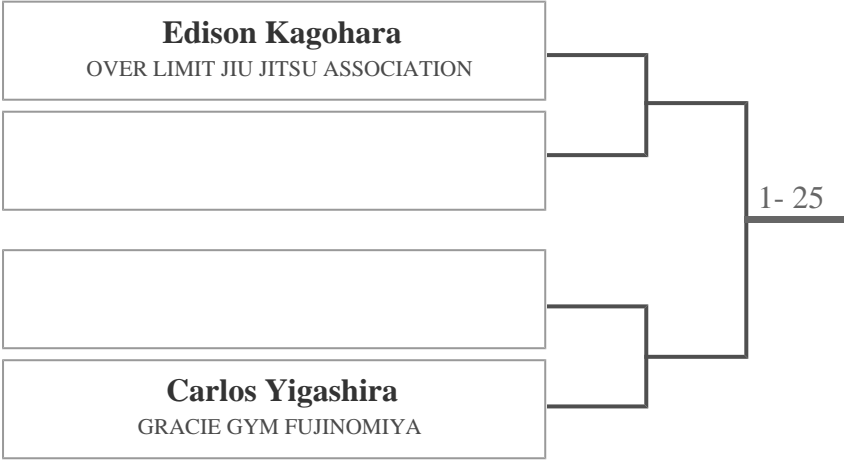 Edison Kagohara
OVER LIMIT JIU JITSU ASSOCIATION
1- 25
Carlos Yigashira
GRACIE GYM FUJINOMIYA